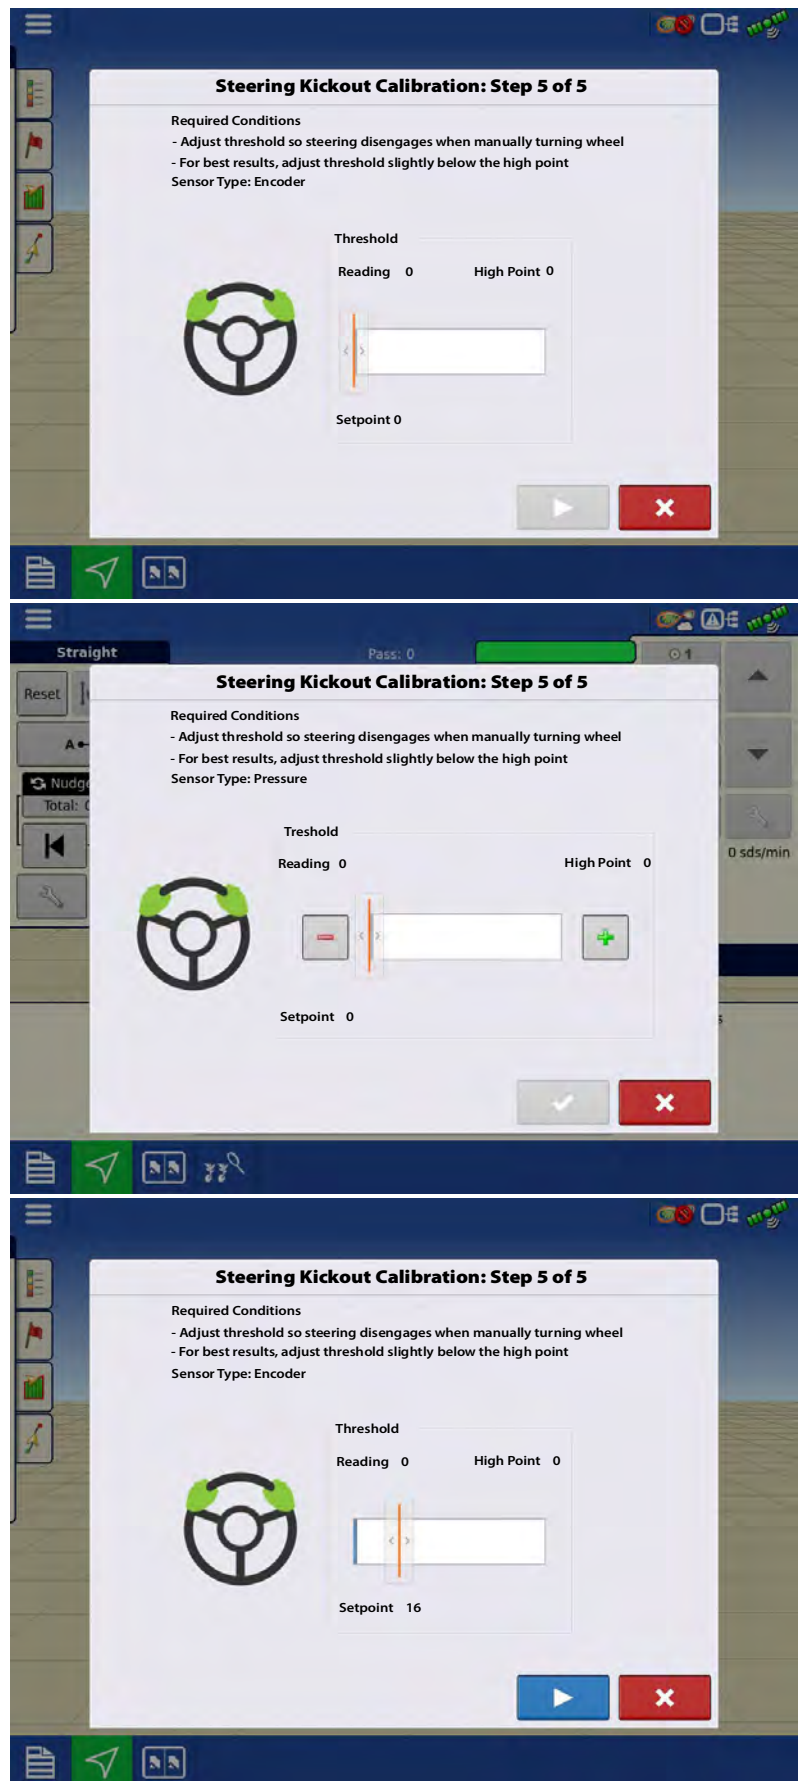 Steering Kickout Calibration: Step 5 of 5
Required Conditions
- Adjust threshold so steering disengages when manually turning wheel
- For best results, adjust threshold slightly below the high point
Sensor Type: Encoder
Threshold
Reading 0 High Point 0
Setpoint 0
Straight
Pass: 0
1
Steering Kickout Calibration: Step 5 of 5
Reset
Required Conditions
- Adjust threshold so steering disengages when manually turning wheel
A
- For best results, adjust threshold slightly below the high point
Sensor Type: Pressure
Nudge
Total:
Treshold
Reading 0 High Point 0
0 sds/min
Setpoint 0
Steering Kickout Calibration: Step 5 of 5
Required Conditions
- Adjust threshold so steering disengages when manually turning wheel
- For best results, adjust threshold slightly below the high point
Sensor Type: Encoder
Threshold
Reading 0 High Point 0
Setpoint 16